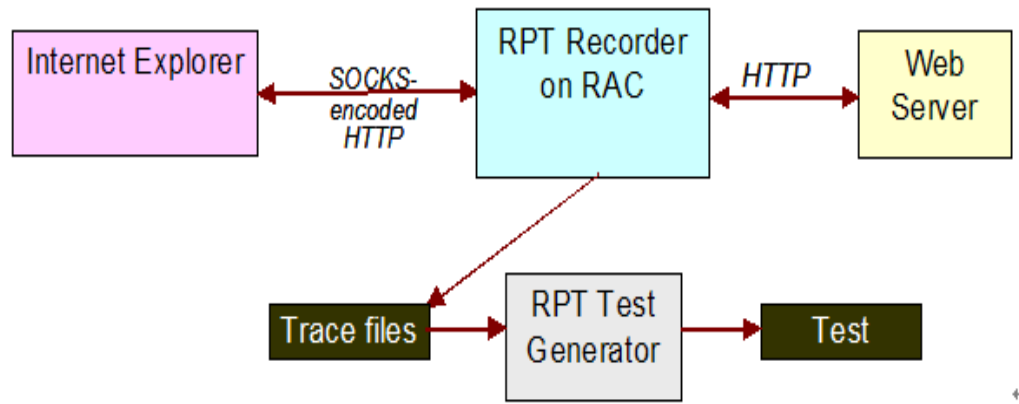 Internet Explorer
SOCKS-
encoded
HTTP
RPT Recorder
on RAC
HTTP
Web
Server
Trace files
RPT Test
Generator
Test